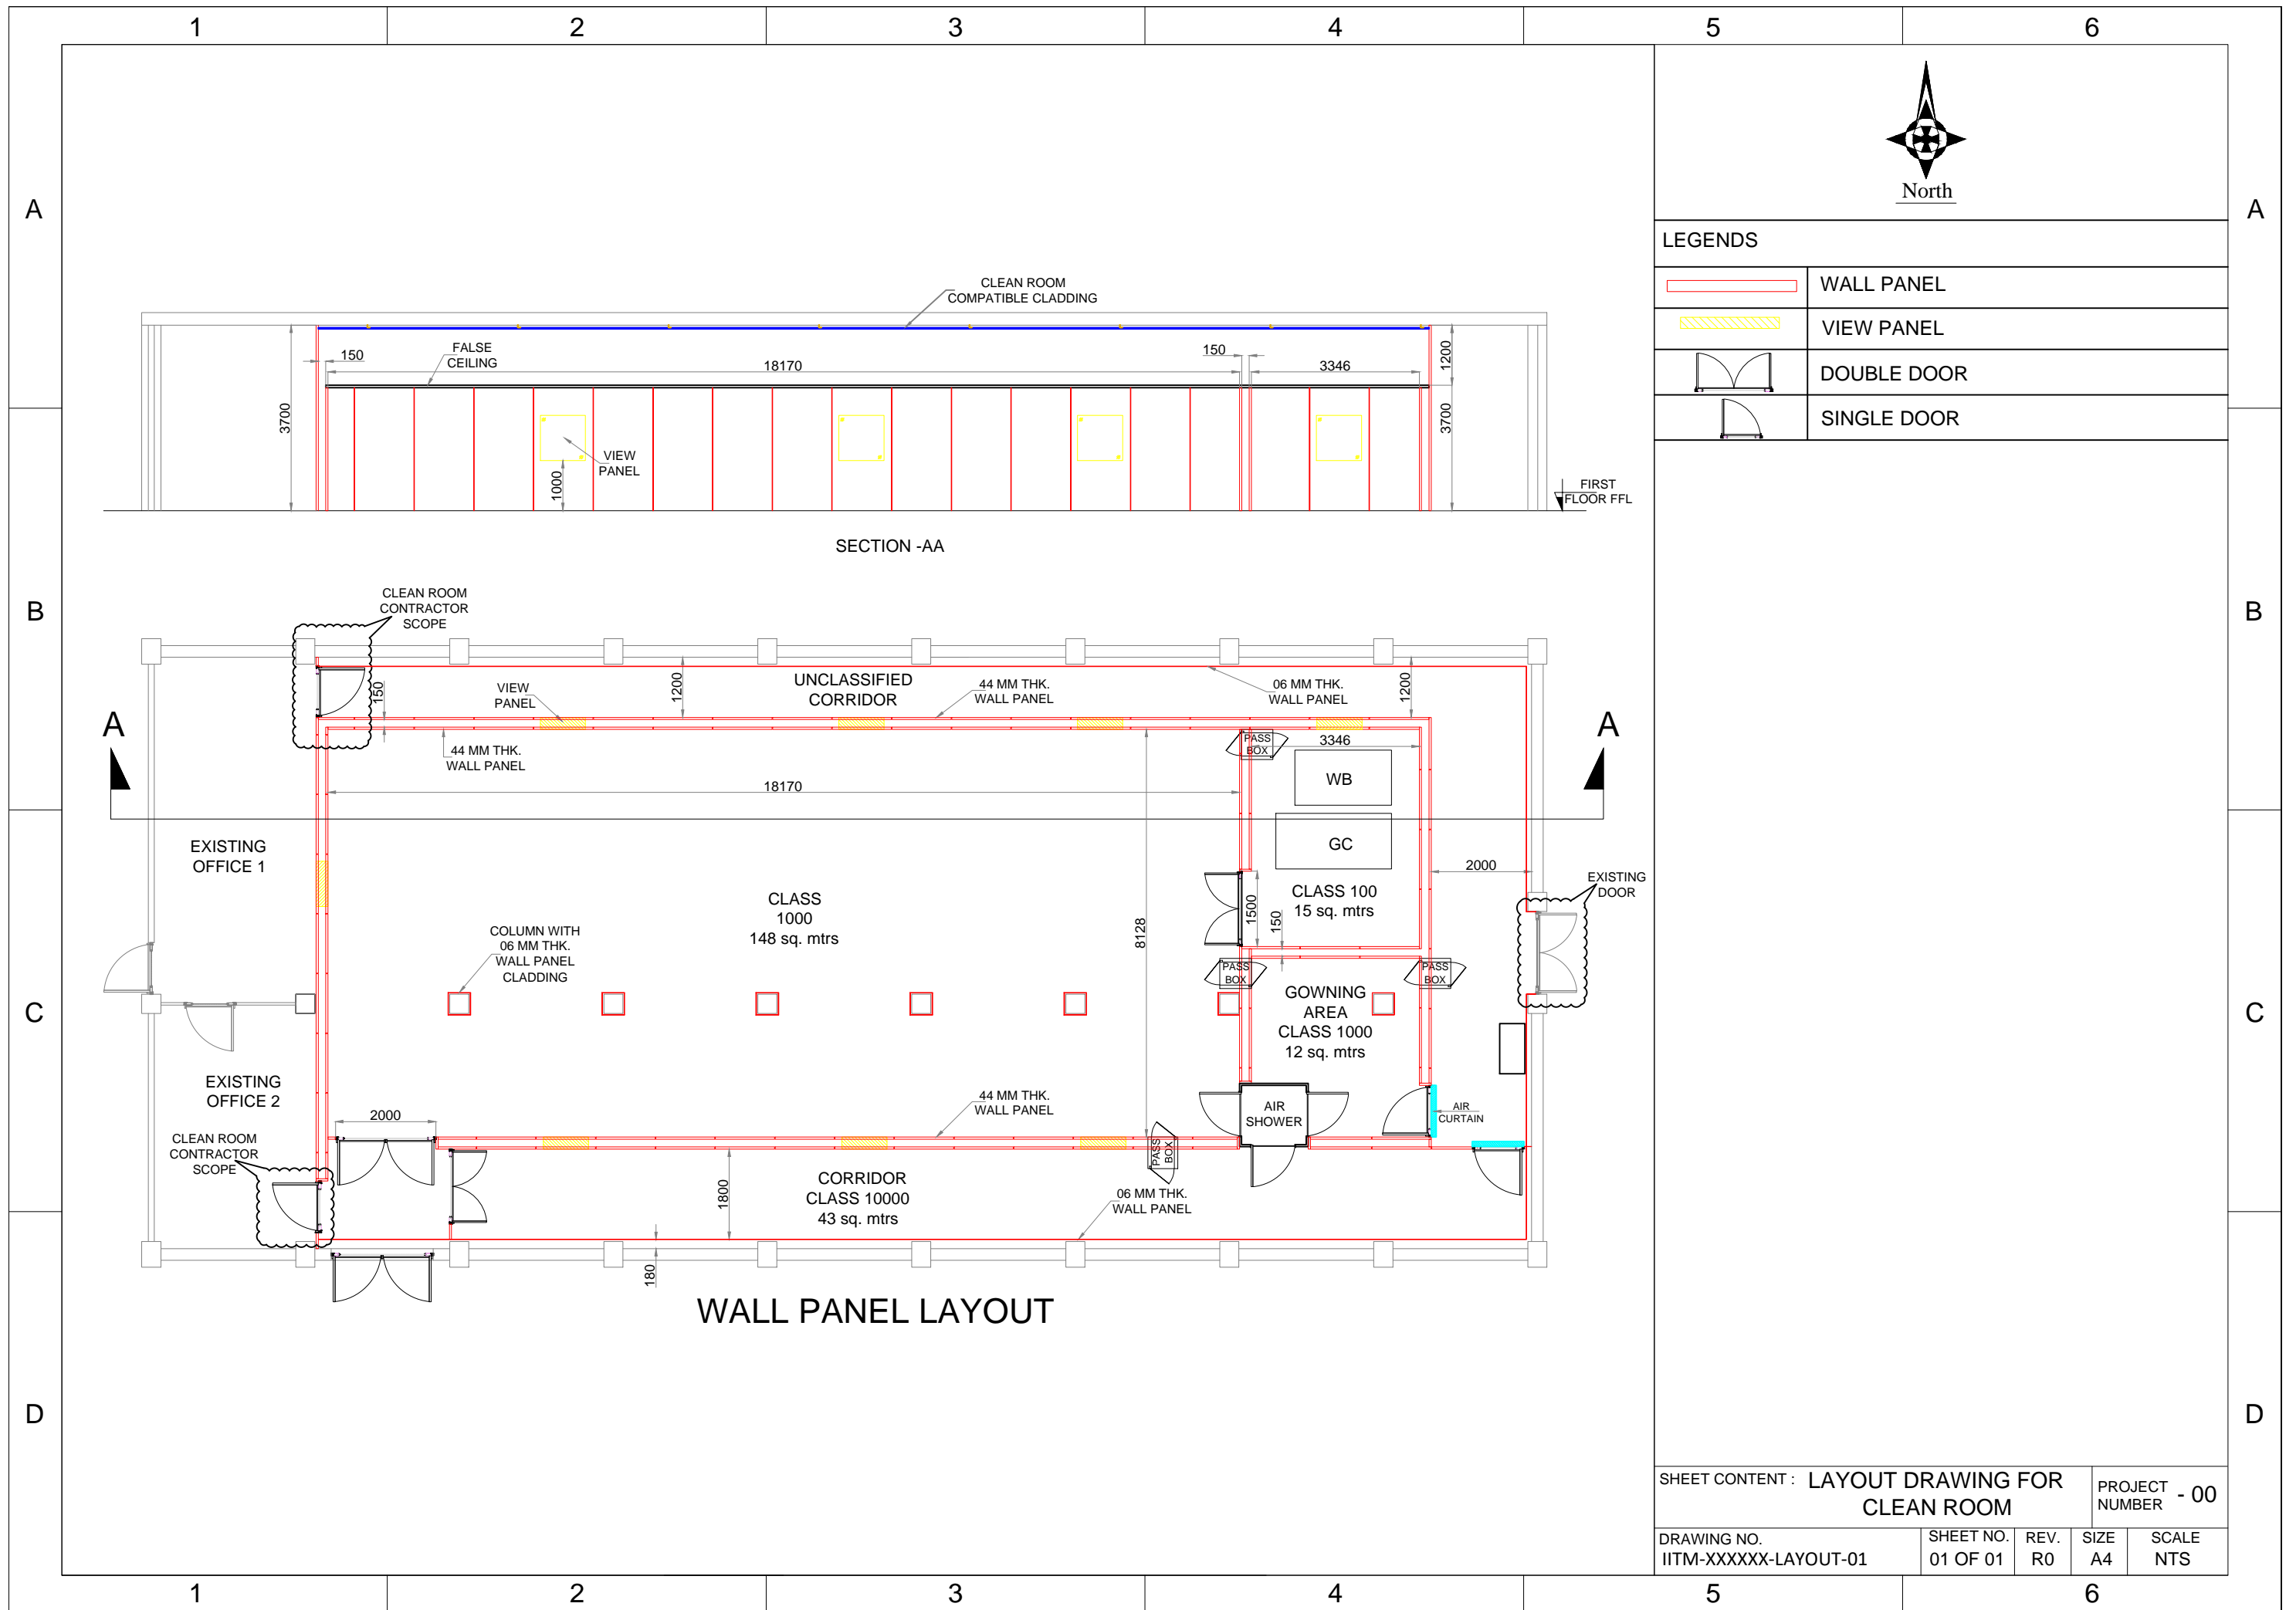 1 2 3 4 5 6
A
B
C
D
A
B
C
D
North
LEGENDS
WALL PANEL
VIEW PANEL
DOUBLE DOOR
SINGLE DOOR
CLEAN ROOM
COMPATIBLE CLADDING
150
FALSE
CEILING
18170
150
3346
1200
3700
3700
VIEW
PANEL
1000
FIRST
FLOOR FFL
SECTION -AA
CLEAN ROOM
CONTRACTOR
SCOPE
150
VIEW
PANEL
1200
UNCLASSIFIED
CORRIDOR
44 MM THK.
WALL PANEL
06 MM THK.
WALL PANEL
1200
A
A
44 MM THK.
WALL PANEL
PASS
BOX
3346
WB
18170
GC
EXISTING
OFFICE 1
2000
EXISTING
DOOR
CLASS
1000
148 sq. mtrs
8128
1500
150
CLASS 100
15 sq. mtrs
COLUMN WITH
06 MM THK.
WALL PANEL
CLADDING
PASS
BOX
PASS
BOX
GOWNING
AREA
CLASS 1000
12 sq. mtrs
EXISTING
OFFICE 2
2000
44 MM THK.
WALL PANEL
AIR
SHOWER
AIR
CURTAIN
CLEAN ROOM
CONTRACTOR
SCOPE
PASS
BOX
1800
CORRIDOR
CLASS 10000
43 sq. mtrs
06 MM THK.
WALL PANEL
180
WALL PANEL LAYOUT
SHEET CONTENT : LAYOUT DRAWING FOR
CLEAN ROOM
PROJECT
NUMBER - 00
DRAWING NO.
IITM-XXXXXX-LAYOUT-01
SHEET NO.
01 OF 01
REV.
R0
SIZE
A4
SCALE
NTS
1 2 3 4 5 6